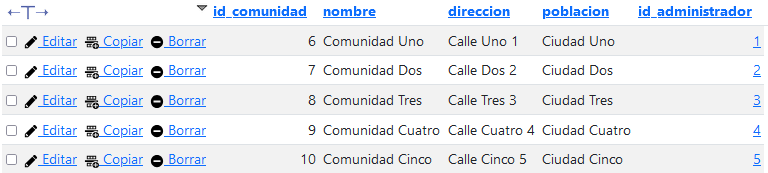 ←T→ id_comunidad nombre direccion poblacion id_administrador
Editar Copiar Borrar 6 Comunidad Uno Calle Uno 1 Ciudad Uno 1
Editar Copiar Borrar 7 Comunidad Dos Calle Dos 2 Ciudad Dos 2
Editar Copiar Borrar 8 Comunidad Tres Calle Tres 3 Ciudad Tres 3
Editar Copiar Borrar 9 Comunidad Cuatro Calle Cuatro 4 Ciudad Cuatro 4
Editar Copiar Borrar 10 Comunidad Cinco Calle Cinco 5 Ciudad Cinco 5